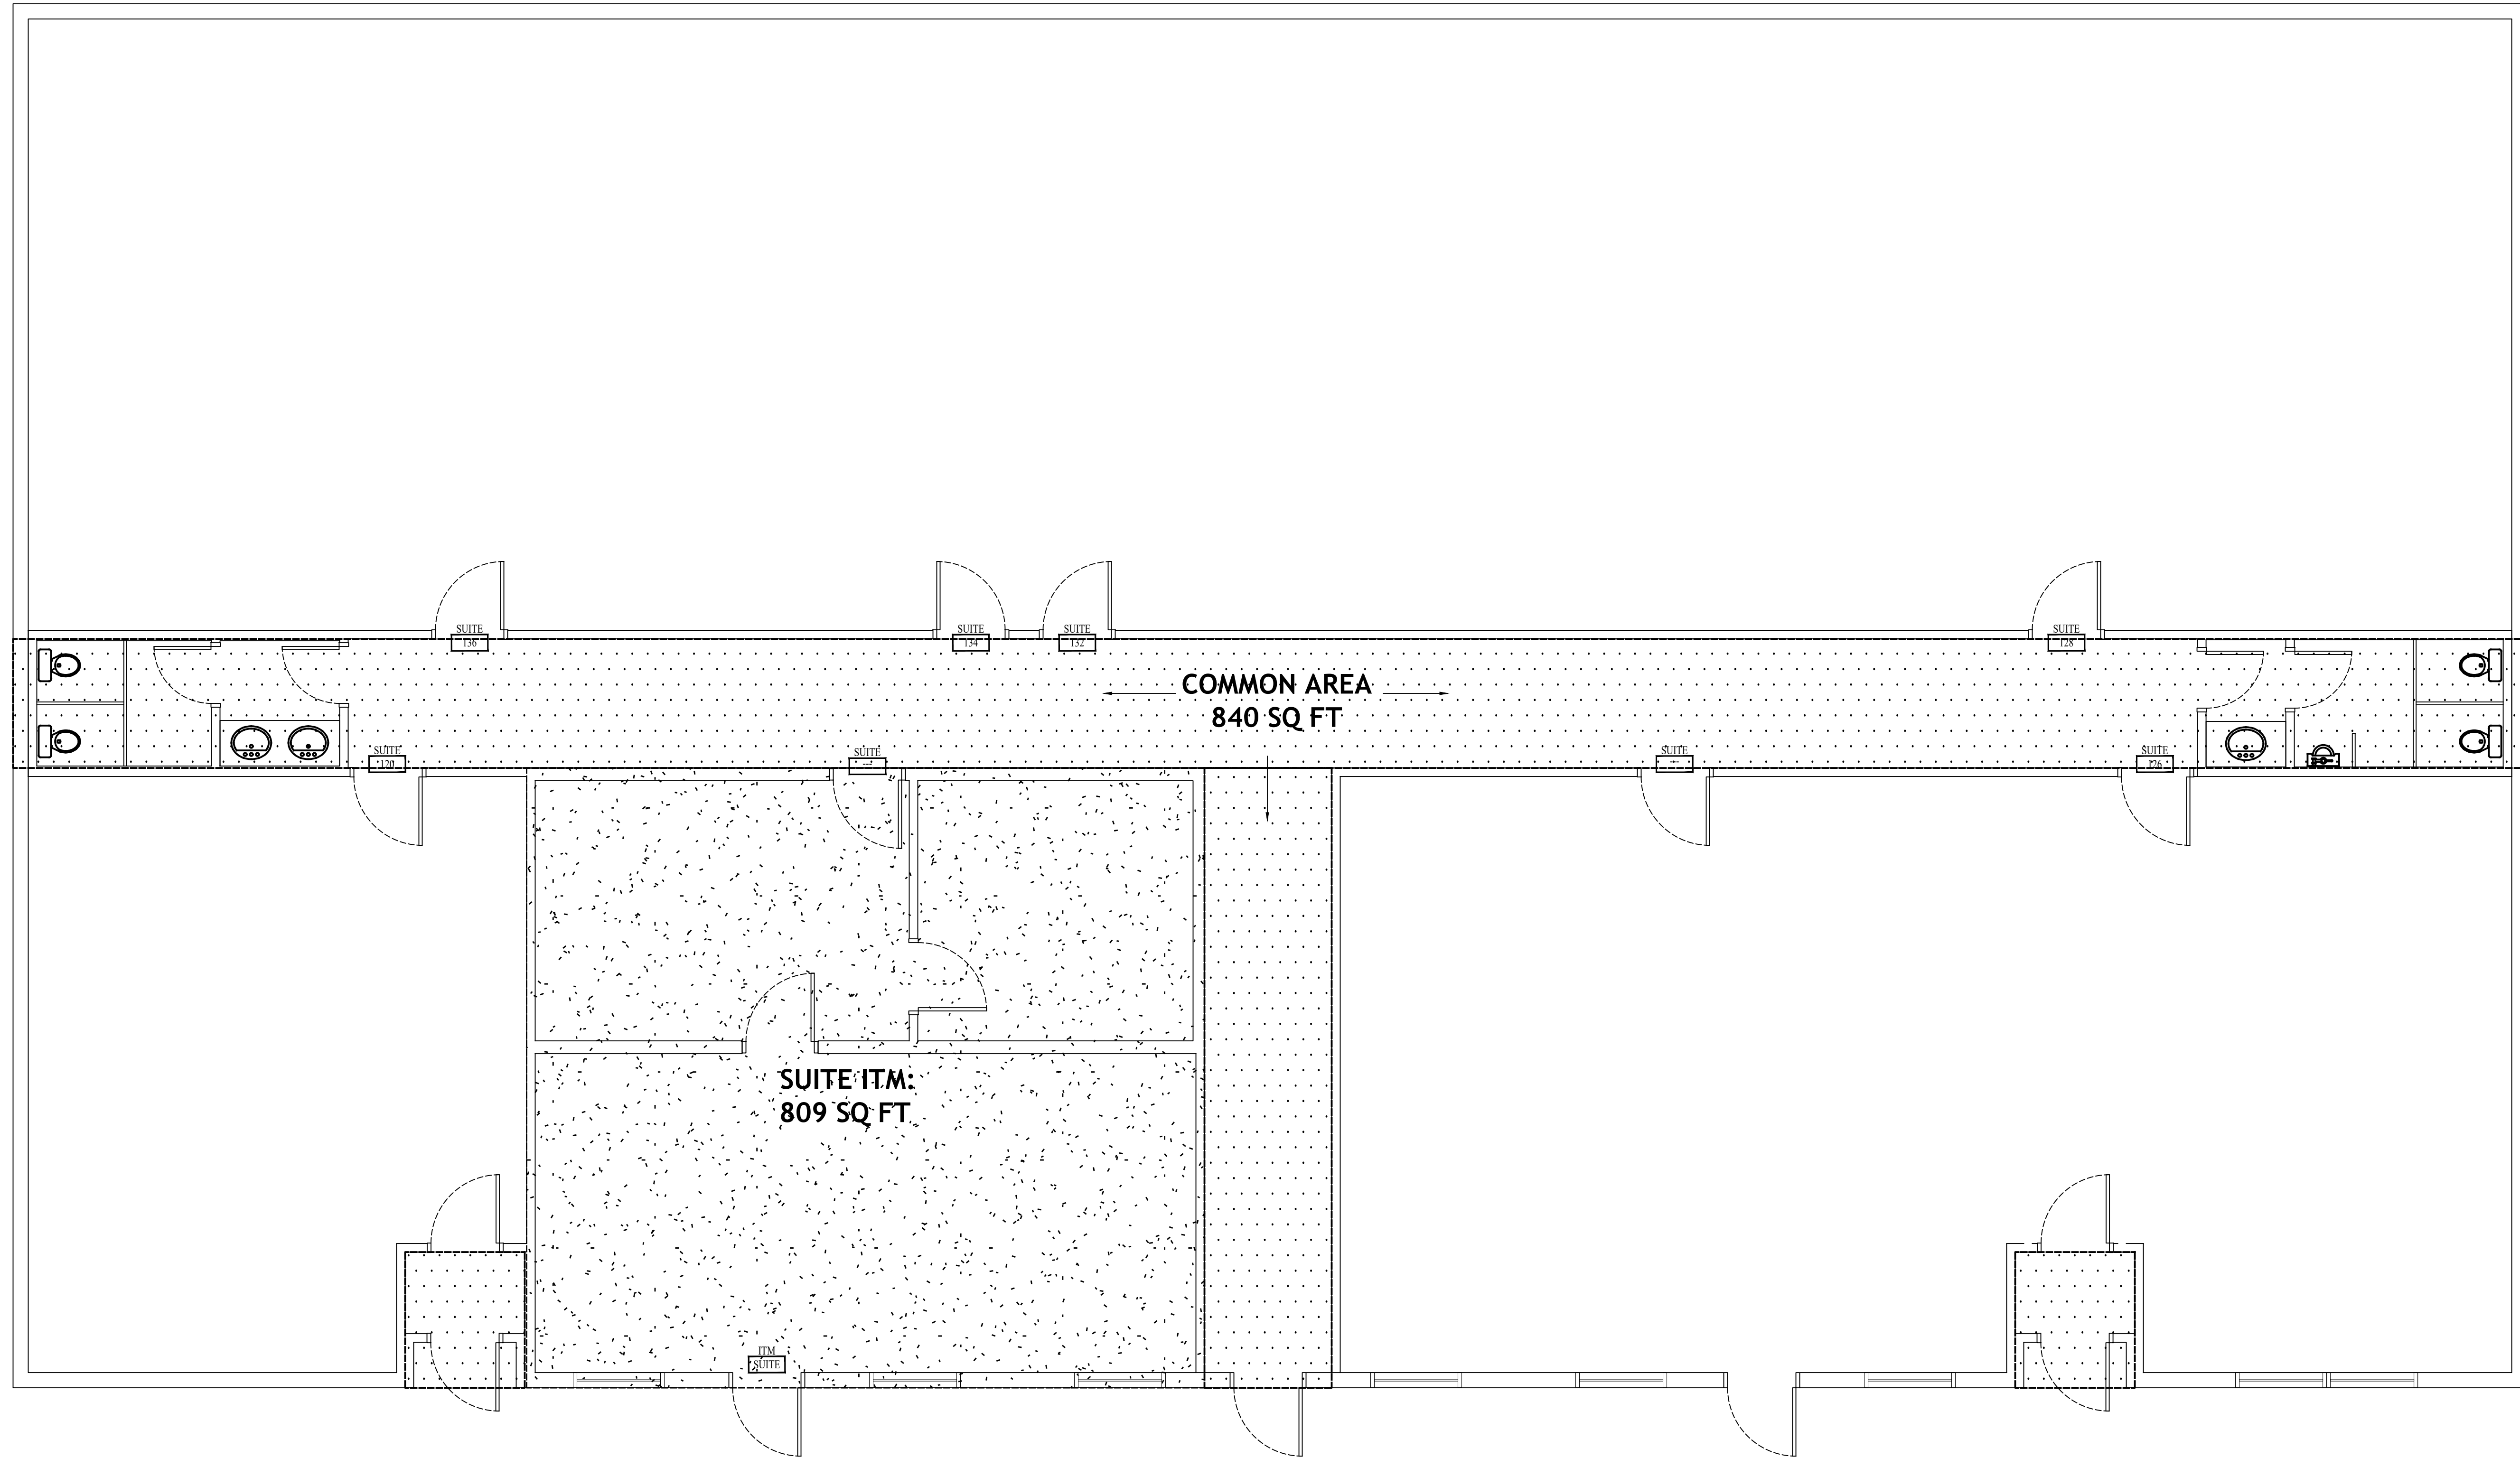 SUITE
136
SUITE
134
SUITE
132
SUITE
128
COMMON AREA
840 SQ FT
SUITE
120
SUITE
---
SUITE
---
SUITE
126
SUITE ITM:
809 SQ FT
ITM
SUITE